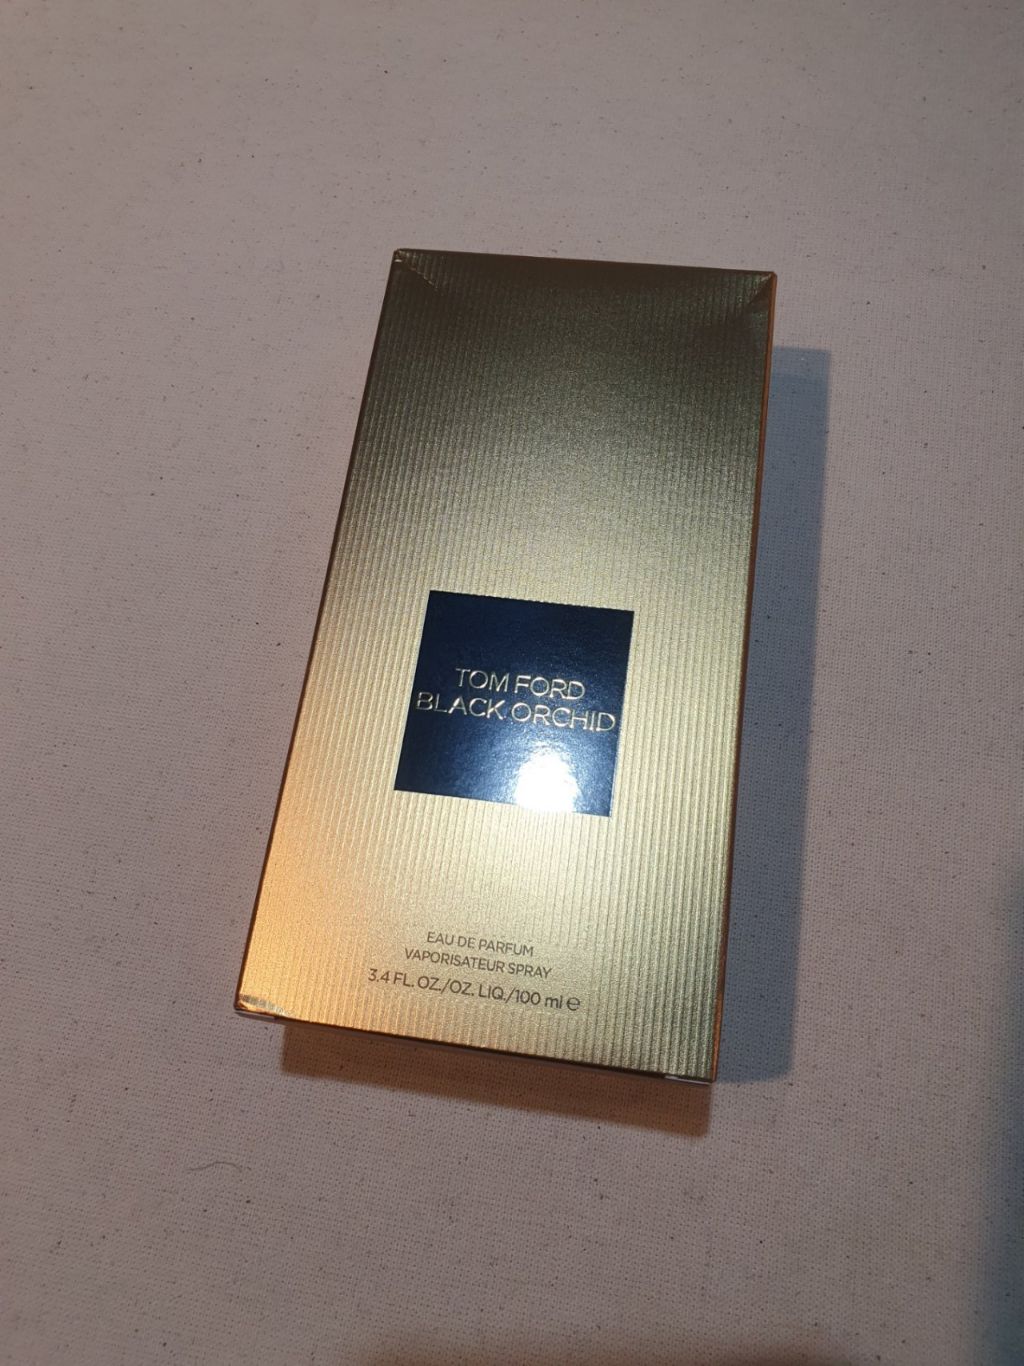 TOM FORD
BLACK ORCHID
EAU DE PARFUM
VAPORISATEUR SPRAY
3.4 FL. OZ./OZ. LIQ./100 ml ℮